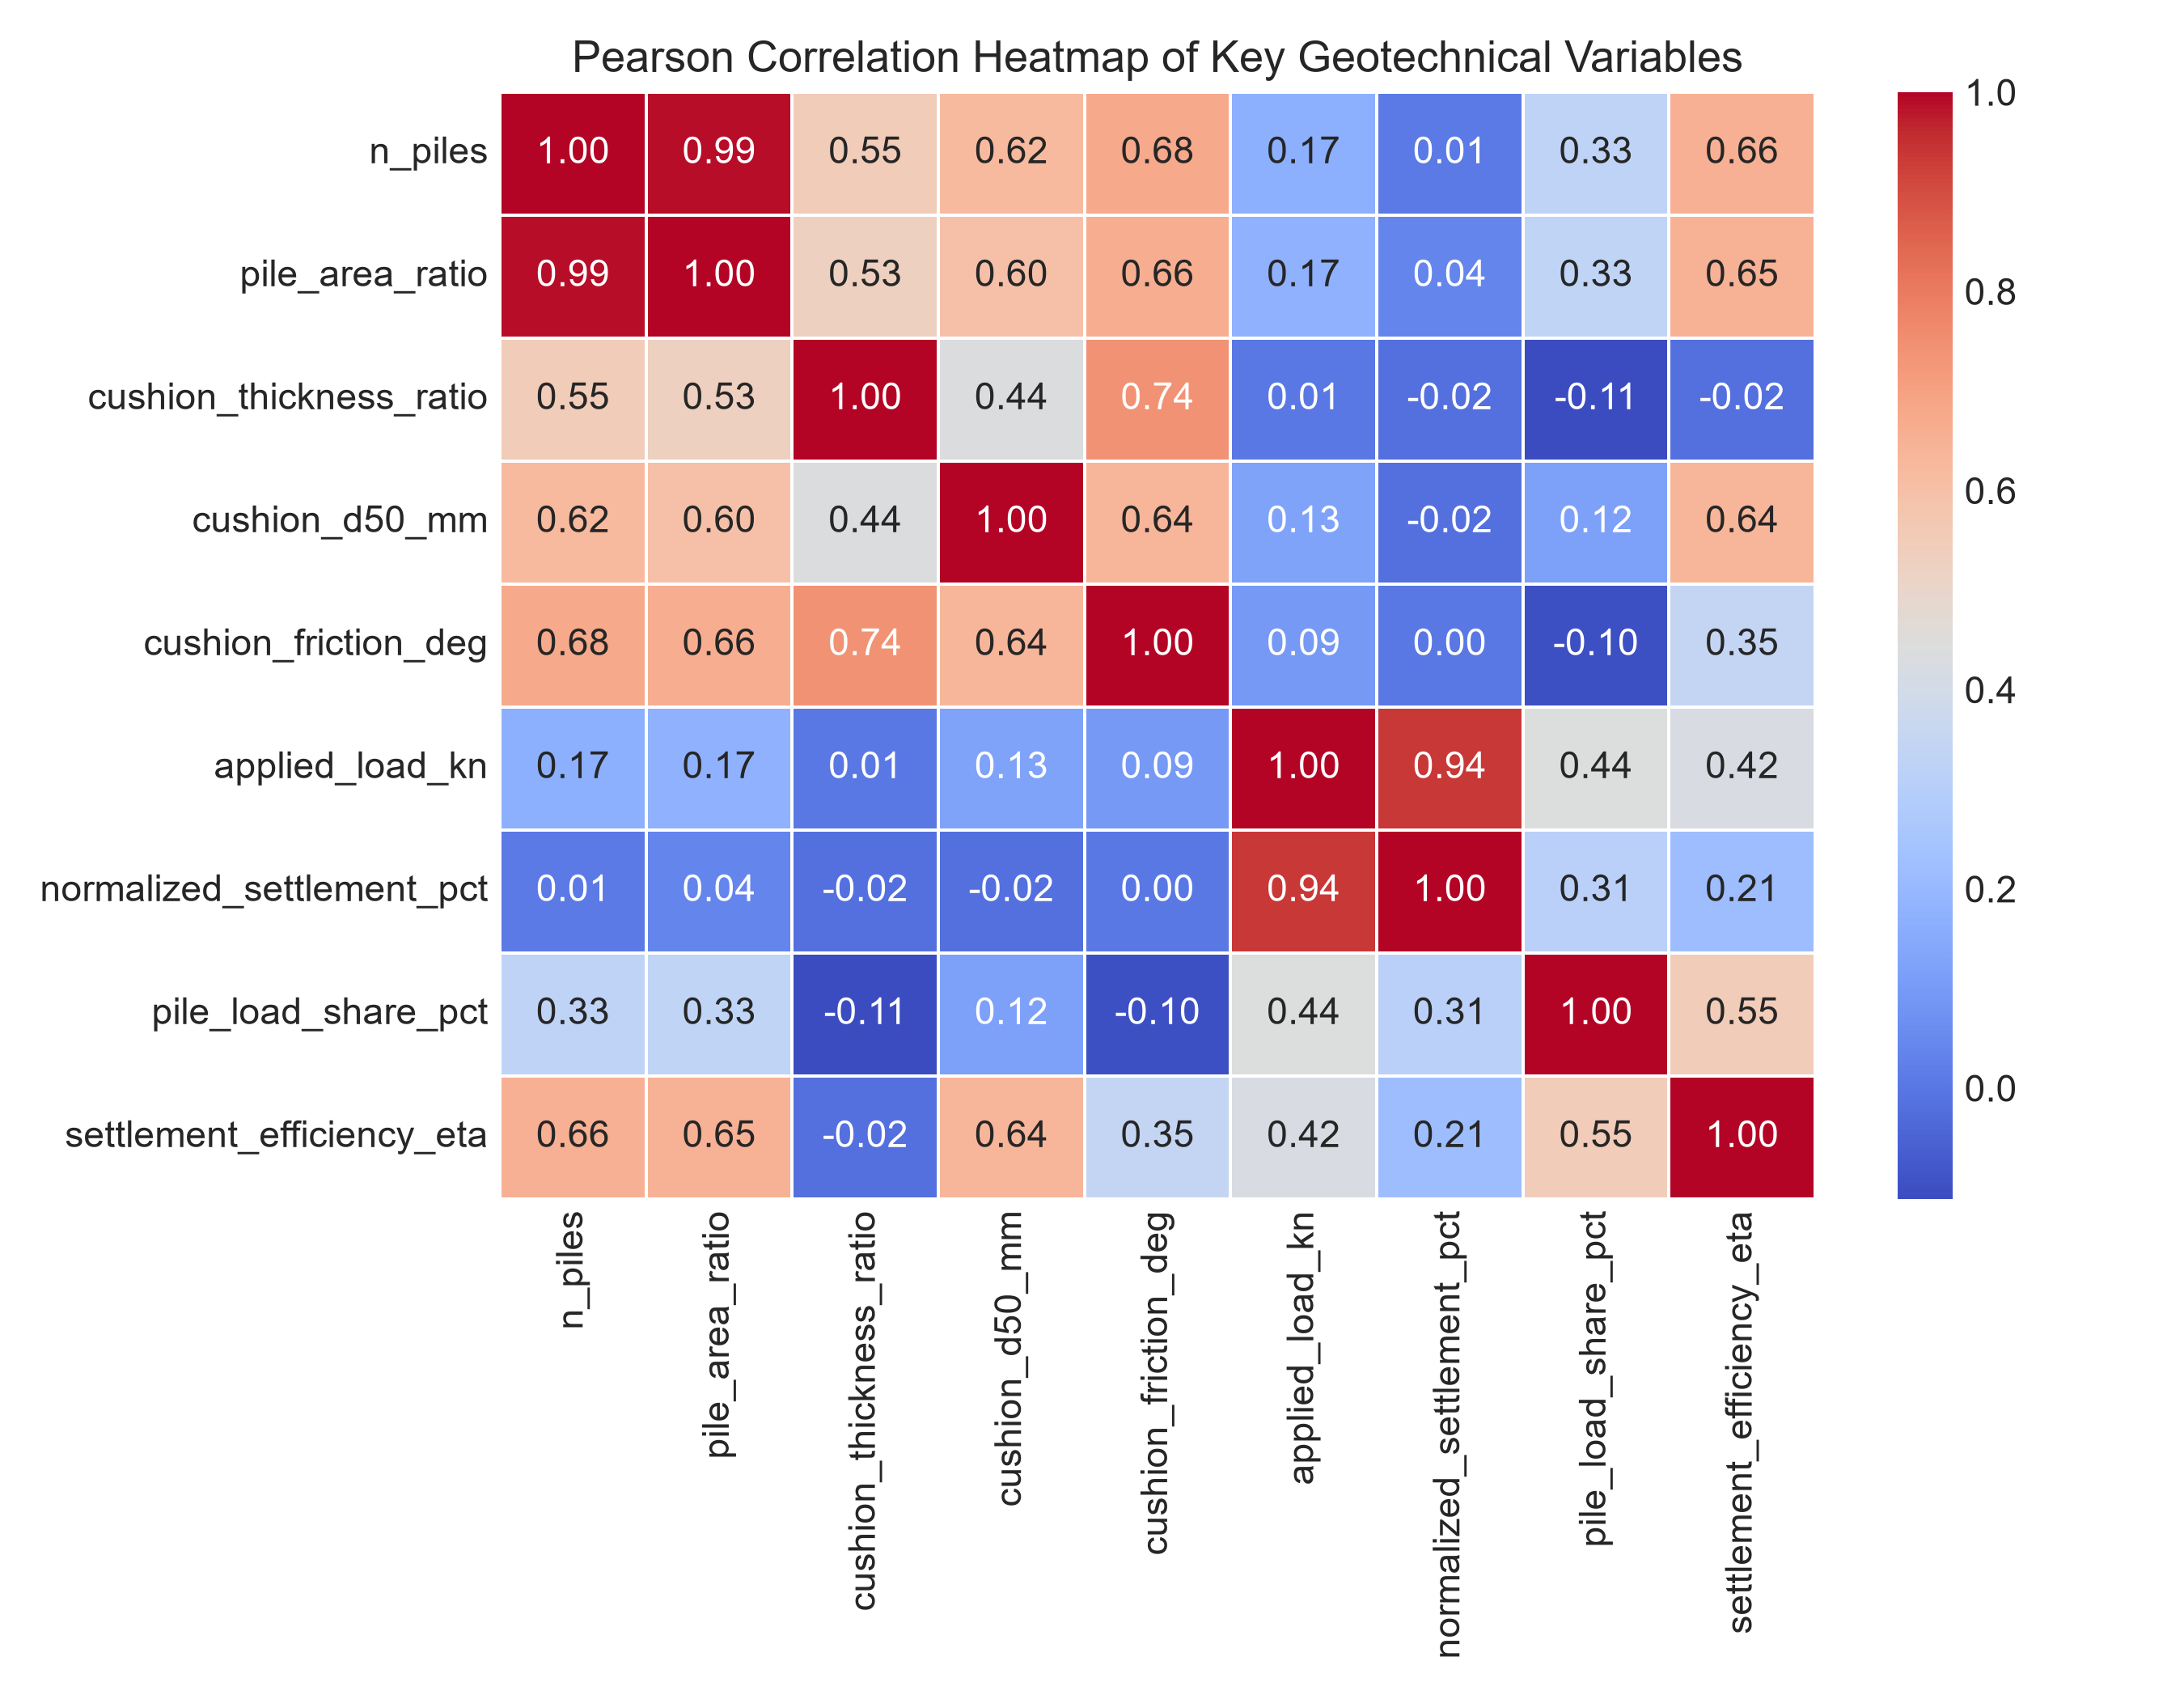 Pearson Correlation Heatmap of Key Geotechnical Variables
n_piles 1.00 0.99 0.55 0.62 0.68 0.17 0.01 0.33 0.66
pile_area_ratio 0.99 1.00 0.53 0.60 0.66 0.17 0.04 0.33 0.65
cushion_thickness_ratio 0.55 0.53 1.00 0.44 0.74 0.01 -0.02 -0.11 -0.02
cushion_d50_mm 0.62 0.60 0.44 1.00 0.64 0.13 -0.02 0.12 0.64
cushion_friction_deg 0.68 0.66 0.74 0.64 1.00 0.09 0.00 -0.10 0.35
applied_load_kn 0.17 0.17 0.01 0.13 0.09 1.00 0.94 0.44 0.42
normalized_settlement_pct 0.01 0.04 -0.02 -0.02 0.00 0.94 1.00 0.31 0.21
pile_load_share_pct 0.33 0.33 -0.11 0.12 -0.10 0.44 0.31 1.00 0.55
settlement_efficiency_eta 0.66 0.65 -0.02 0.64 0.35 0.42 0.21 0.55 1.00
n_piles
pile_area_ratio
cushion_thickness_ratio
cushion_d50_mm
cushion_friction_deg
applied_load_kn
normalized_settlement_pct
pile_load_share_pct
settlement_efficiency_eta
1.0
0.8
0.6
0.4
0.2
0.0